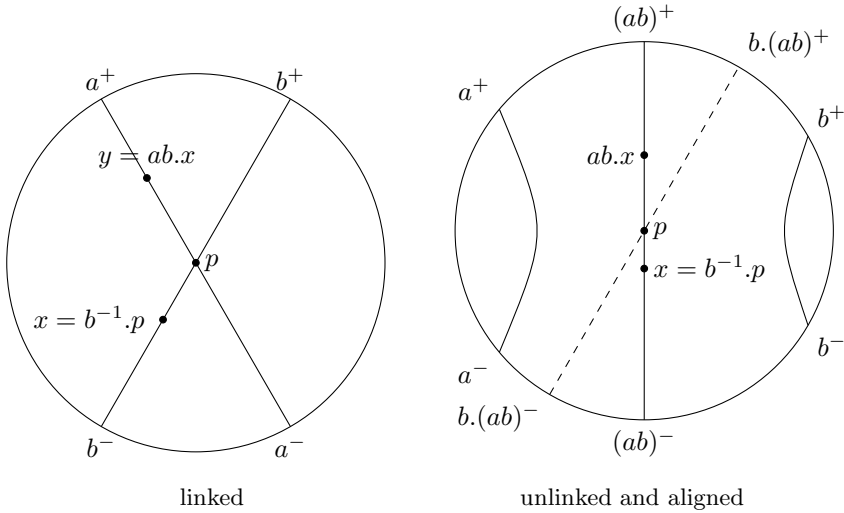 a⁺
b⁺
y = ab.x
p
x = b⁻¹.p
b⁻
a⁻
linked
(ab)⁺
b.(ab)⁺
a⁺
b⁺
ab.x
p
x = b⁻¹.p
b⁻
a⁻
b.(ab)⁻
(ab)⁻
unlinked and aligned